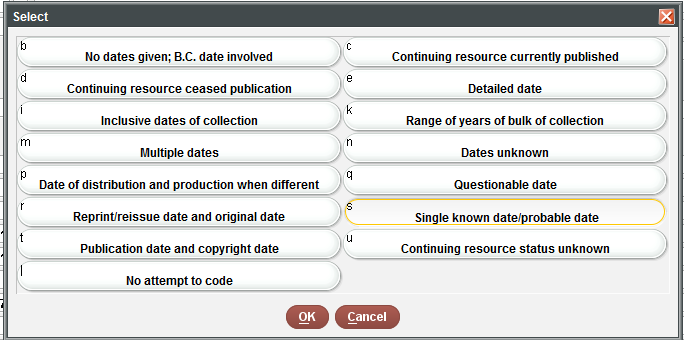 Select
b
No dates given; B.C. date involved
c
Continuing resource currently published
d
Continuing resource ceased publication
e
Detailed date
i
Inclusive dates of collection
k
Range of years of bulk of collection
m
Multiple dates
n
Dates unknown
p
Date of distribution and production when different
q
Questionable date
r
Reprint/reissue date and original date
s
Single known date/probable date
t
Publication date and copyright date
u
Continuing resource status unknown
|
No attempt to code
OK
Cancel